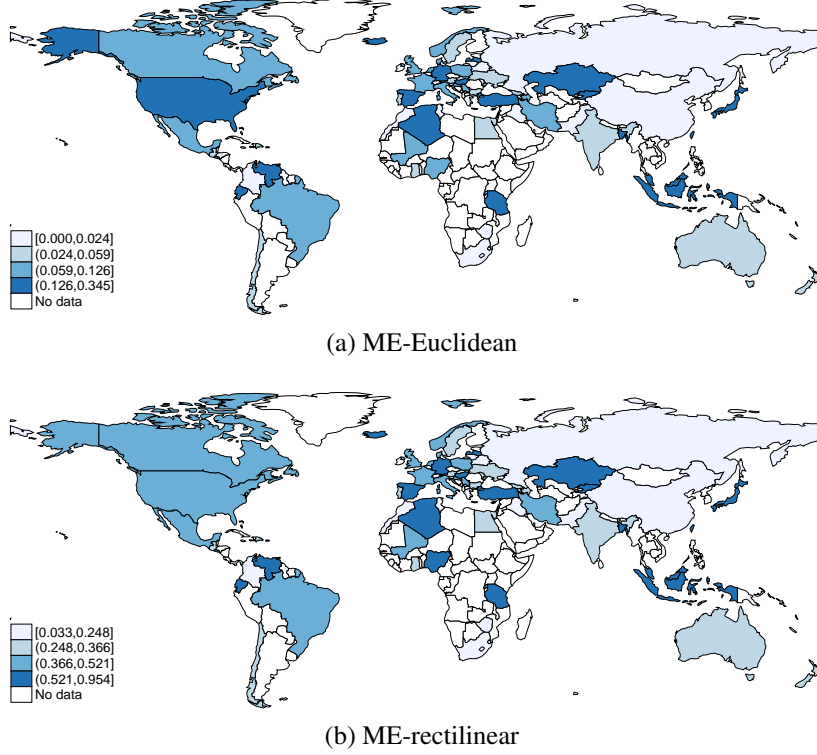 [0.000,0.024]
(0.024,0.059]
(0.059,0.126]
(0.126,0.345]
No data
(a) ME-Euclidean
[0.033,0.248]
(0.248,0.366]
(0.366,0.521]
(0.521,0.954]
No data
(b) ME-rectilinear